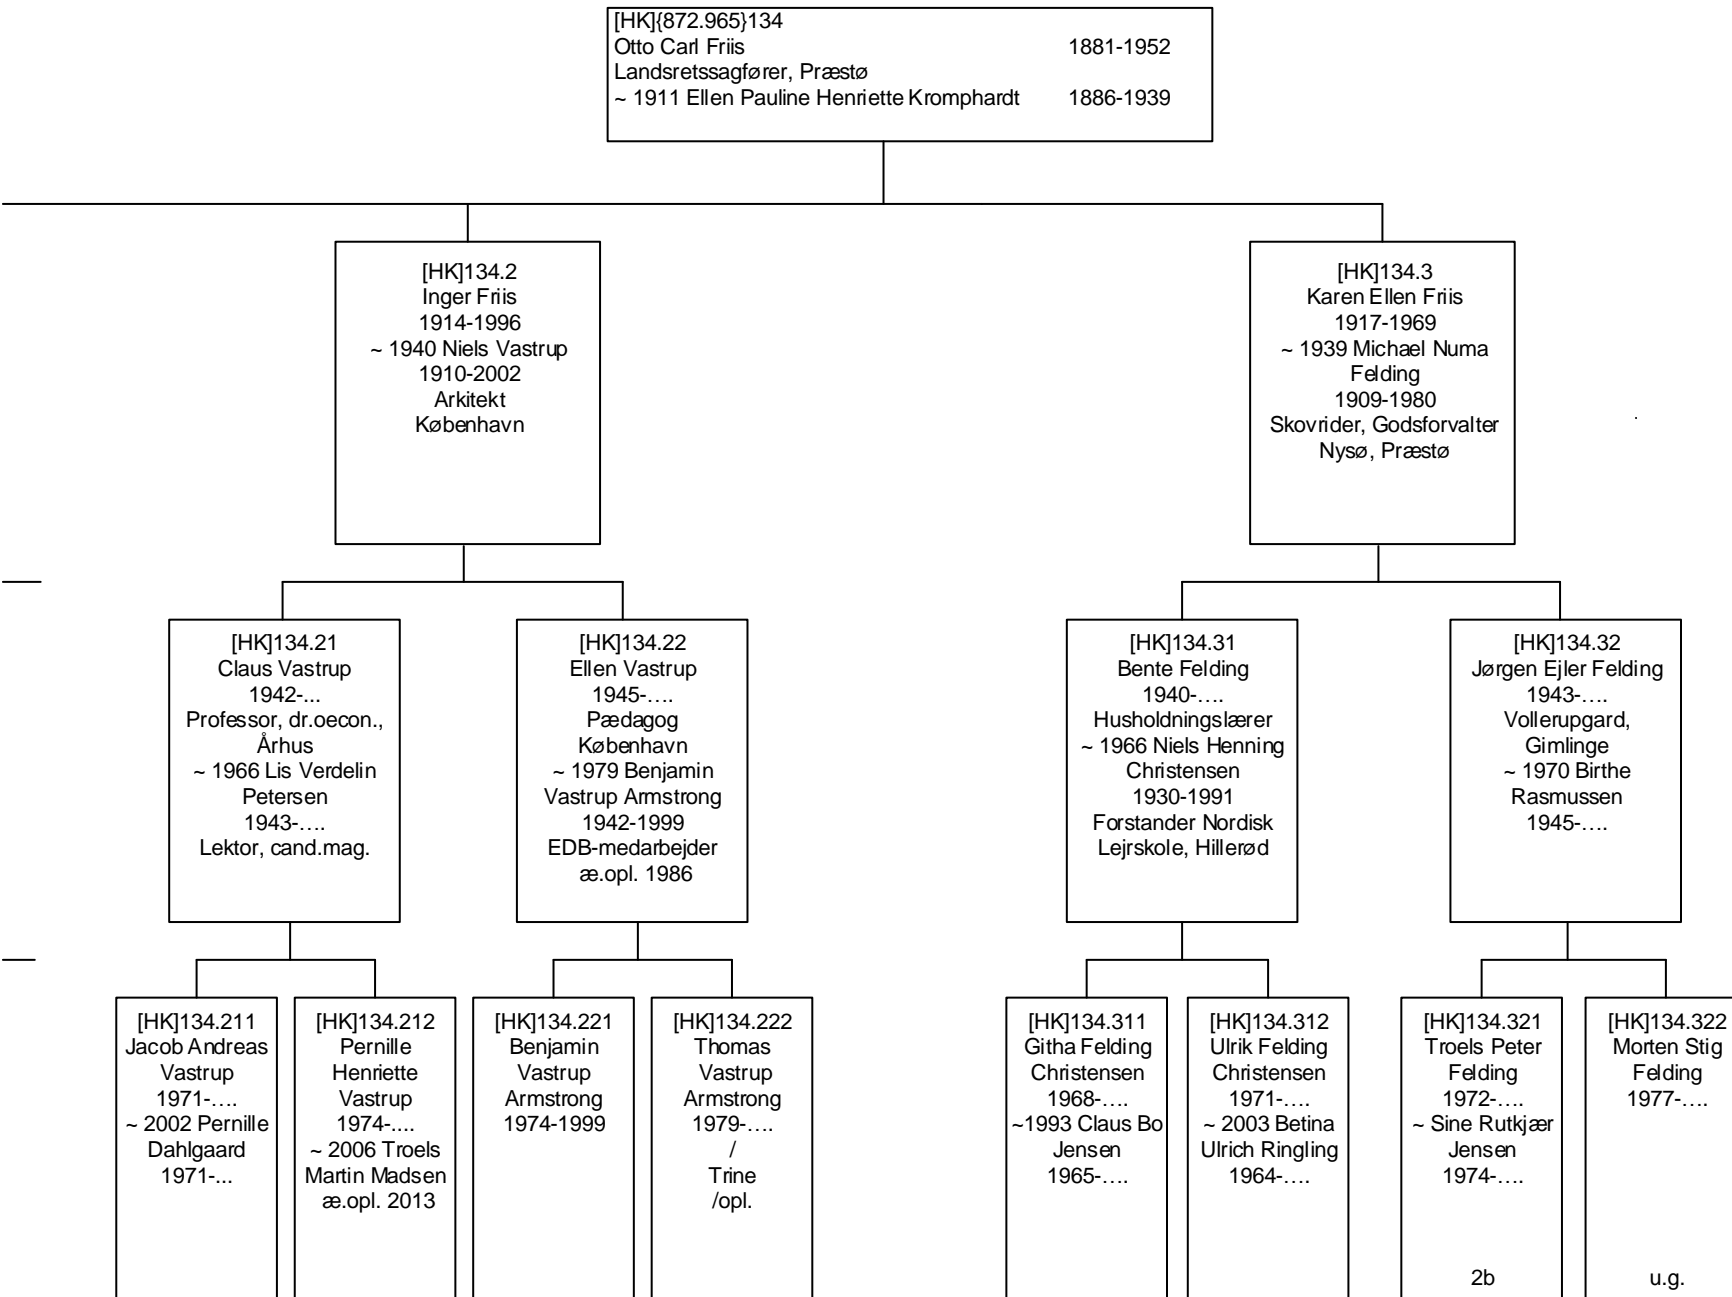 [HK]{872.965}134
Otto Carl Friis 1881-1952
Landsretssagfører, Præstø
~ 1911 Ellen Pauline Henriette Kromphardt 1886-1939
[HK]134.2
Inger Friis
1914-1996
~ 1940 Niels Vastrup
1910-2002
Arkitekt
København
[HK]134.3
Karen Ellen Friis
1917-1969
~ 1939 Michael Numa
Felding
1909-1980
Skovrider, Godsforvalter
Nysø, Præstø
[HK]134.21
Claus Vastrup
1942-...
Professor, dr.oecon.,
Århus
~ 1966 Lis Verdelin
Petersen
1943-....
Lektor, cand.mag.
[HK]134.22
Ellen Vastrup
1945-....
Pædagog
København
~ 1979 Benjamin
Vastrup Armstrong
1942-1999
EDB-medarbejder
æ.opl. 1986
[HK]134.31
Bente Felding
1940-....
Husholdningslærer
~ 1966 Niels Henning
Christensen
1930-1991
Forstander Nordisk
Lejrskole, Hillerød
[HK]134.32
Jørgen Ejler Felding
1943-....
Vollerupgard,
Gimlinge
~ 1970 Birthe
Rasmussen
1945-....
[HK]134.211
Jacob Andreas
Vastrup
1971-....
~ 2002 Pernille
Dahlgaard
1971-...
[HK]134.212
Pernille
Henriette
Vastrup
1974-....
~ 2006 Troels
Martin Madsen
æ.opl. 2013
[HK]134.221
Benjamin
Vastrup
Armstrong
1974-1999
[HK]134.222
Thomas
Vastrup
Armstrong
1979-....
/
Trine
/opl.
[HK]134.311
Githa Felding
Christensen
1968-....
~1993 Claus Bo
Jensen
1965-....
[HK]134.312
Ulrik Felding
Christensen
1971-....
~ 2003 Betina
Ulrich Ringling
1964-....
[HK]134.321
Troels Peter
Felding
1972-....
~ Sine Rutkjær
Jensen
1974-....
2b
[HK]134.322
Morten Stig
Felding
1977-....
u.g.